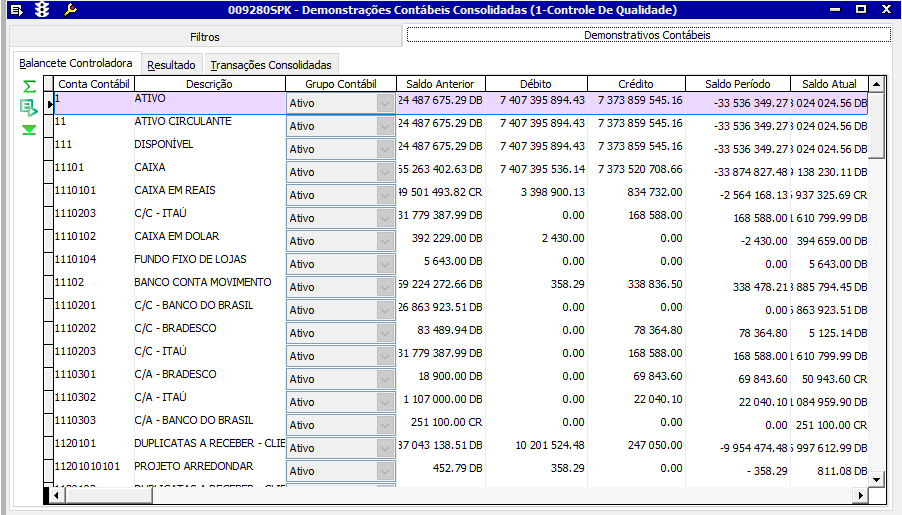 009280SPK - Demonstrações Contábeis Consolidadas (1-Controle De Qualidade)
Filtros Demonstrativos Contábeis
Balancete Controladora Resultado Transações Consolidadas
Conta Contábil Descrição Grupo Contábil Saldo Anterior Débito Crédito Saldo Período Saldo Atual
1 ATIVO Ativo 24 487 675.29 DB 7 407 395 894.43 7 373 859 545.16 -33 536 349.27 024 024.56 DB
11 ATIVO CIRCULANTE Ativo 24 487 675.29 DB 7 407 395 894.43 7 373 859 545.16 -33 536 349.27 024 024.56 DB
111 DISPONÍVEL Ativo 24 487 675.29 DB 7 407 395 894.43 7 373 859 545.16 -33 536 349.27 024 024.56 DB
11101 CAIXA Ativo 55 263 402.63 DB 7 407 395 536.14 7 373 520 708.66 -33 874 827.48 138 230.11 DB
1110101 CAIXA EM REAIS Ativo 49 501 493.82 CR 3 398 900.13 834 732.00 -2 564 168.13 937 325.69 CR
1110203 C/C - ITAÚ Ativo 31 779 387.99 DB 0.00 168 588.00 168 588.00 610 799.99 DB
1110102 CAIXA EM DOLAR Ativo 392 229.00 DB 2 430.00 0.00 -2 430.00 394 659.00 DB
1110104 FUNDO FIXO DE LOJAS Ativo 5 643.00 DB 0.00 0.00 0.00 5 643.00 DB
11102 BANCO CONTA MOVIMENTO Ativo 59 224 272.66 DB 358.29 338 836.50 338 478.21 885 794.45 DB
1110201 C/C - BANCO DO BRASIL Ativo 26 863 923.51 DB 0.00 0.00 0.00 863 923.51 DB
1110202 C/C - BRADESCO Ativo 83 489.94 DB 0.00 78 364.80 78 364.80 5 125.14 DB
1110203 C/C - ITAÚ Ativo 31 779 387.99 DB 0.00 168 588.00 168 588.00 610 799.99 DB
1110301 C/A - BRADESCO Ativo 18 900.00 DB 0.00 69 843.60 69 843.60 50 943.60 CR
1110302 C/A - ITAÚ Ativo 1 107 000.00 DB 0.00 22 040.10 22 040.10 1 084 959.90 DB
1110303 C/A - BANCO DO BRASIL Ativo 251 100.00 CR 0.00 0.00 0.00 251 100.00 CR
1120101 DUPLICATAS A RECEBER - CLIE Ativo 37 043 138.51 DB 10 201 524.48 247 050.00 -9 954 474.48 997 612.99 DB
11201010101 PROJETO ARREDONDAR Ativo 452.79 DB 358.29 0.00 - 358.29 811.08 DB